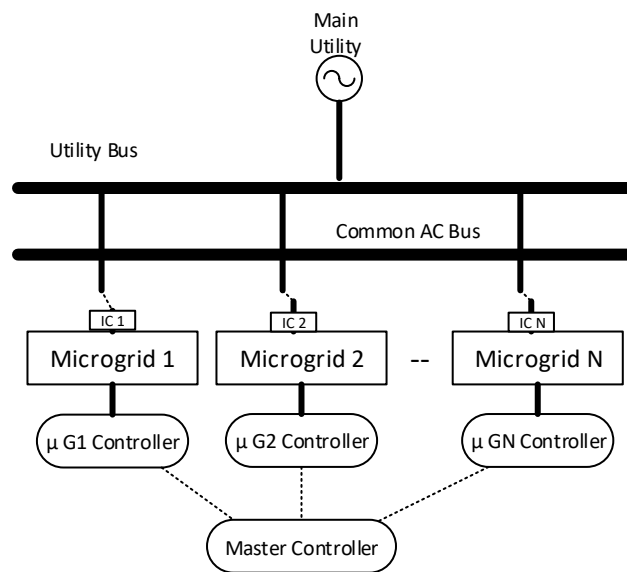 Main
Utility
Utility Bus
Common AC Bus
IC 1
IC 2
IC N
Microgrid 1
Microgrid 2
--
Microgrid N
µ G1 Controller
µ G2 Controller
µ GN Controller
Master Controller